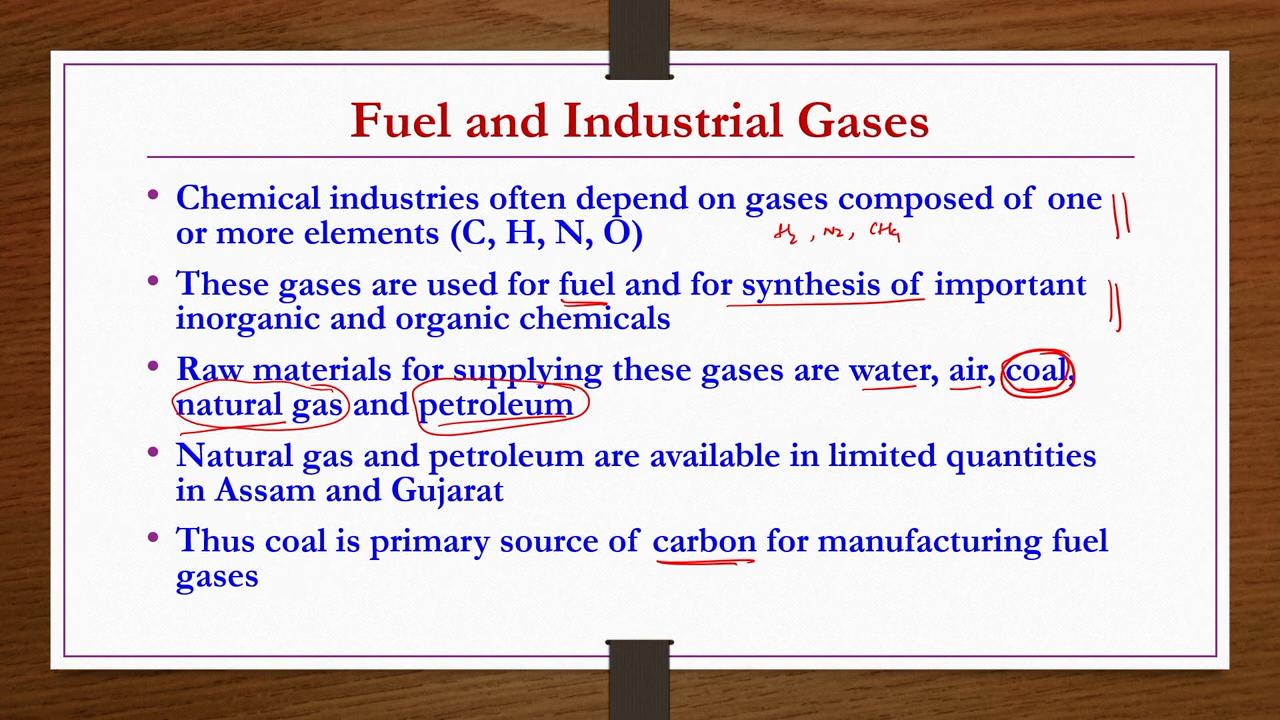 Fuel and Industrial Gases
• Chemical industries often depend on gases composed of one
or more elements (C, H, N, O)
H2, N2, CH4
• These gases are used for fuel and for synthesis of important
inorganic and organic chemicals
• Raw materials for supplying these gases are water, air, coal,
natural gas and petroleum
• Natural gas and petroleum are available in limited quantities
in Assam and Gujarat
• Thus coal is primary source of carbon for manufacturing fuel
gases